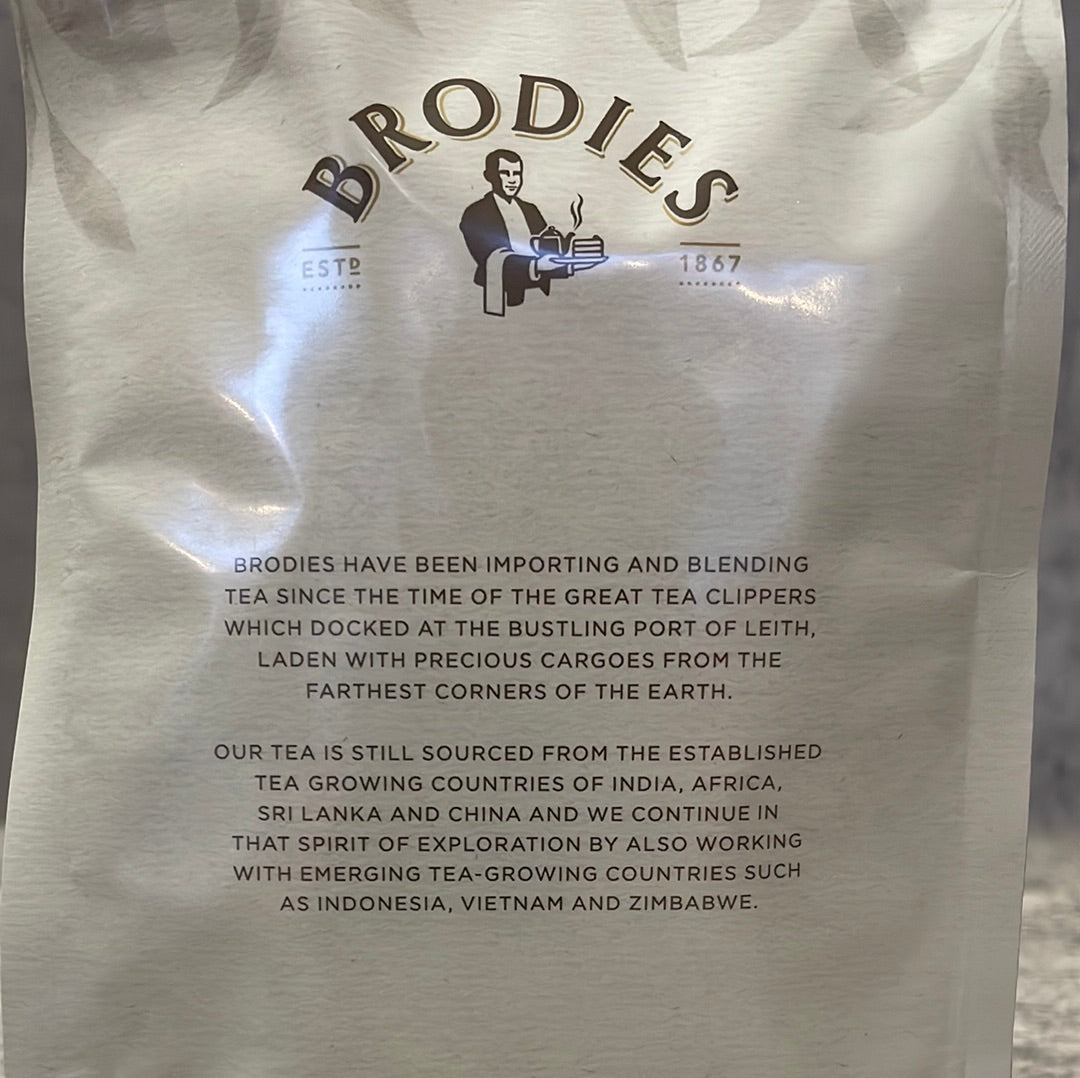 BRODIES
ESTD 1867
BRODIES HAVE BEEN IMPORTING AND BLENDING
TEA SINCE THE TIME OF THE GREAT TEA CLIPPERS
WHICH DOCKED AT THE BUSTLING PORT OF LEITH,
LADEN WITH PRECIOUS CARGOES FROM THE
FARTHEST CORNERS OF THE EARTH.
OUR TEA IS STILL SOURCED FROM THE ESTABLISHED
TEA GROWING COUNTRIES OF INDIA, AFRICA,
SRI LANKA AND CHINA AND WE CONTINUE IN
THAT SPIRIT OF EXPLORATION BY ALSO WORKING
WITH EMERGING TEA-GROWING COUNTRIES SUCH
AS INDONESIA, VIETNAM AND ZIMBABWE.